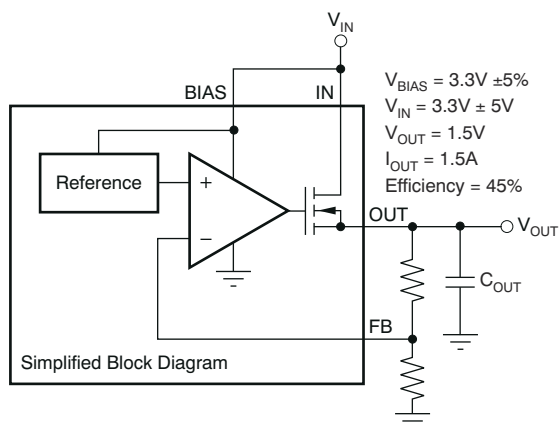 V_IN
BIAS
IN
V_BIAS = 3.3V ±5%
V_IN = 3.3V ± 5V
V_OUT = 1.5V
I_OUT = 1.5A
Efficiency = 45%
Reference
+
−
OUT
V_OUT
C_OUT
FB
Simplified Block Diagram